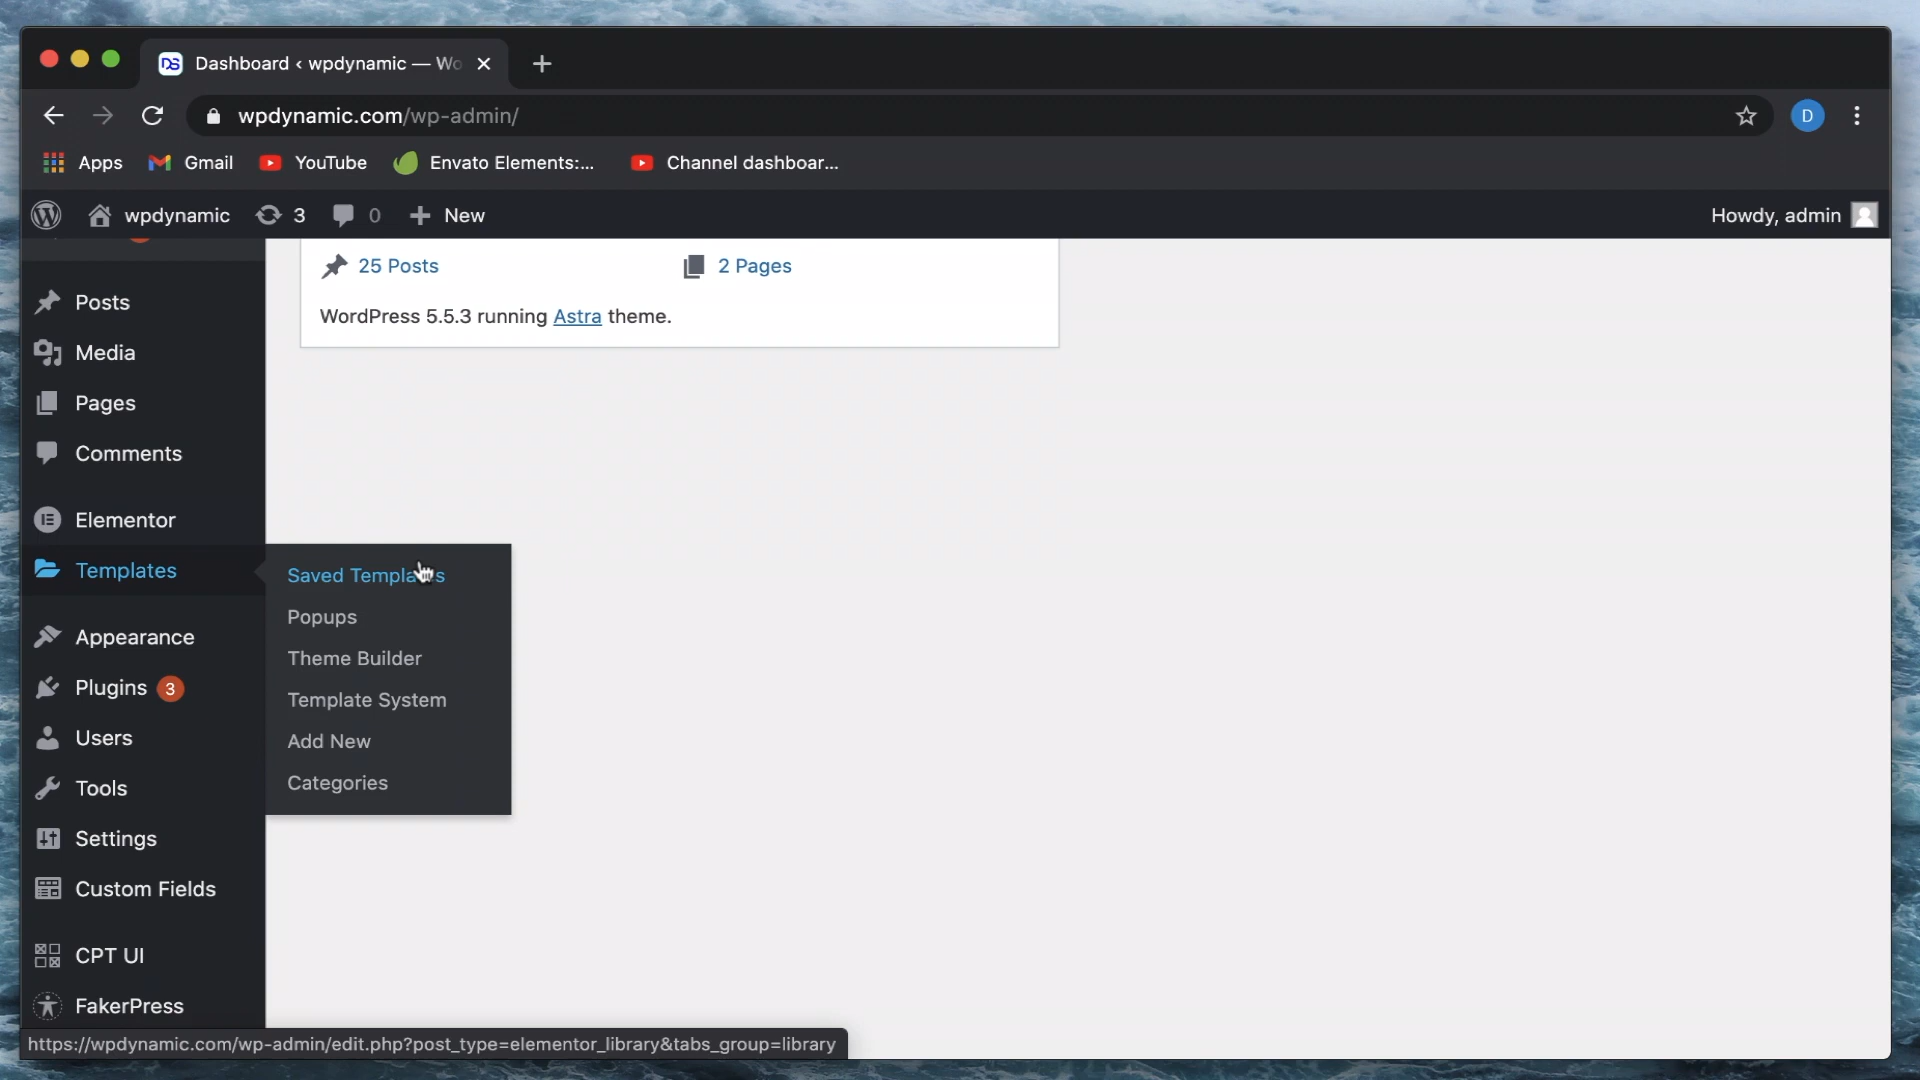 Dashboard ‹ wpdynamic — Wo
wpdynamic.com/wp-admin/
D
Apps Gmail YouTube Envato Elements:... Channel dashboar...
wpdynamic 3 0 New Howdy, admin
25 Posts 2 Pages
WordPress 5.5.3 running Astra theme.
Posts
Media
Pages
Comments
Elementor
Templates
Saved Templates
Popups
Theme Builder
Template System
Add New
Categories
Appearance
Plugins 3
Users
Tools
Settings
Custom Fields
CPT UI
FakerPress
https://wpdynamic.com/wp-admin/edit.php?post_type=elementor_library&tabs_group=library